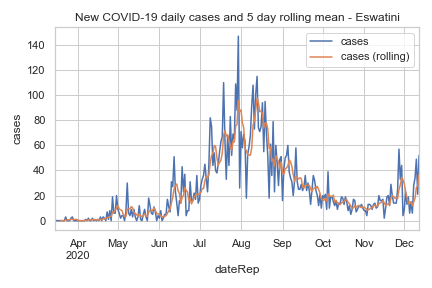 New COVID-19 daily cases and 5 day rolling mean - Eswatini
cases
cases (rolling)
140
120
100
80
60
40
20
0
cases
Apr
2020
May
Jun
Jul
Aug
Sep
Oct
Nov
Dec
dateRep